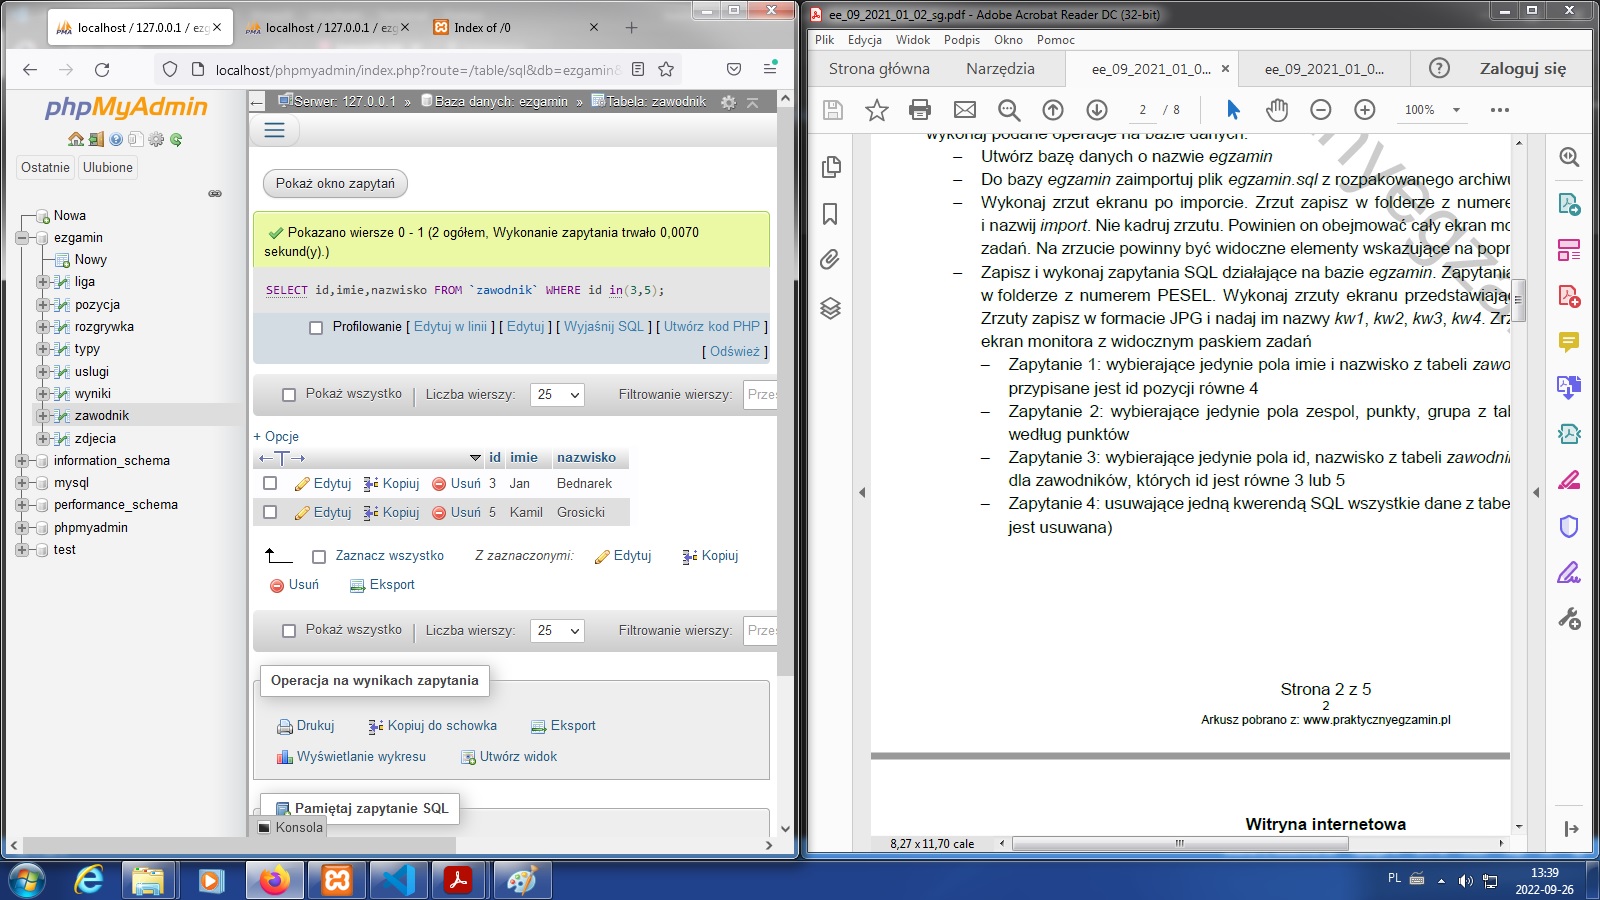 localhost / 127.0.0.1 / ezg
localhost / 127.0.0.1 / ezg
Index of /0
localhost/phpmyadmin/index.php?route=/table/sql&db=ezgamin&
phpMyAdmin
Ostatnie
Ulubione
Nowa
ezgamin
Nowy
liga
pozycja
rozgrywka
typy
uslugi
wyniki
zawodnik
zdjecia
information_schema
mysql
performance_schema
phpmyadmin
test
Serwer: 127.0.0.1 » Baza danych: ezgamin » Tabela: zawodnik
Pokaż okno zapytań
Pokazano wiersze 0 - 1 (2 ogółem, Wykonanie zapytania trwało 0,0070
sekund(y).)
SELECT id,imie,nazwisko FROM `zawodnik` WHERE id in(3,5);
Profilowanie [ Edytuj w linii ] [ Edytuj ] [ Wyjaśnij SQL ] [ Utwórz kod PHP ]
[ Odśwież ]
Pokaż wszystko | Liczba wierszy: 25 Filtrowanie wierszy: Przes
+ Opcje
←T→ id imie nazwisko
Edytuj Kopiuj Usuń 3 Jan Bednarek
Edytuj Kopiuj Usuń 5 Kamil Grosicki
Zaznacz wszystko Z zaznaczonymi: Edytuj Kopiuj
Usuń Eksport
Pokaż wszystko | Liczba wierszy: 25 Filtrowanie wierszy: Przes
Operacja na wynikach zapytania
Drukuj Kopiuj do schowka Eksport
Wyświetlanie wykresu Utwórz widok
Pamiętaj zapytanie SQL
Konsola
ee_09_2021_01_02_sg.pdf - Adobe Acrobat Reader DC (32-bit)
Plik Edycja Widok Podpis Okno Pomoc
Strona główna Narzędzia ee_09_2021_01_0... ee_09_2021_01_0... Zaloguj się
2 / 8 100%
Wykonaj podane operacje na bazie danych:
– Utwórz bazę danych o nazwie egzamin
– Do bazy egzamin zaimportuj plik egzamin.sql z rozpakowanego archiwu
– Wykonaj zrzut ekranu po imporcie. Zrzut zapisz w folderze z numere
i nazwij import. Nie kadruj zrzutu. Powinien on obejmować cały ekran mo
zadań. Na zrzucie powinny być widoczne elementy wskazujące na popr
– Zapisz i wykonaj zapytania SQL działające na bazie egzamin. Zapytania
w folderze z numerem PESEL. Wykonaj zrzuty ekranu przedstawiając
Zrzuty zapisz w formacie JPG i nadaj im nazwy kw1, kw2, kw3, kw4. Zrz
ekran monitora z widocznym paskiem zadań
– Zapytanie 1: wybierające jedynie pola imie i nazwisko z tabeli zawo
przypisane jest id pozycji równe 4
– Zapytanie 2: wybierające jedynie pola zespol, punkty, grupa z tab
według punktów
– Zapytanie 3: wybierające jedynie pola id, nazwisko z tabeli zawodni
dla zawodników, których id jest równe 3 lub 5
– Zapytanie 4: usuwające jedną kwerendą SQL wszystkie dane z tabe
jest usuwana)
Strona 2 z 5
2
Arkusz pobrano z: www.praktycznyegzamin.pl
Witryna internetowa
8,27 x 11,70 cale
PL
13:39
2022-09-26